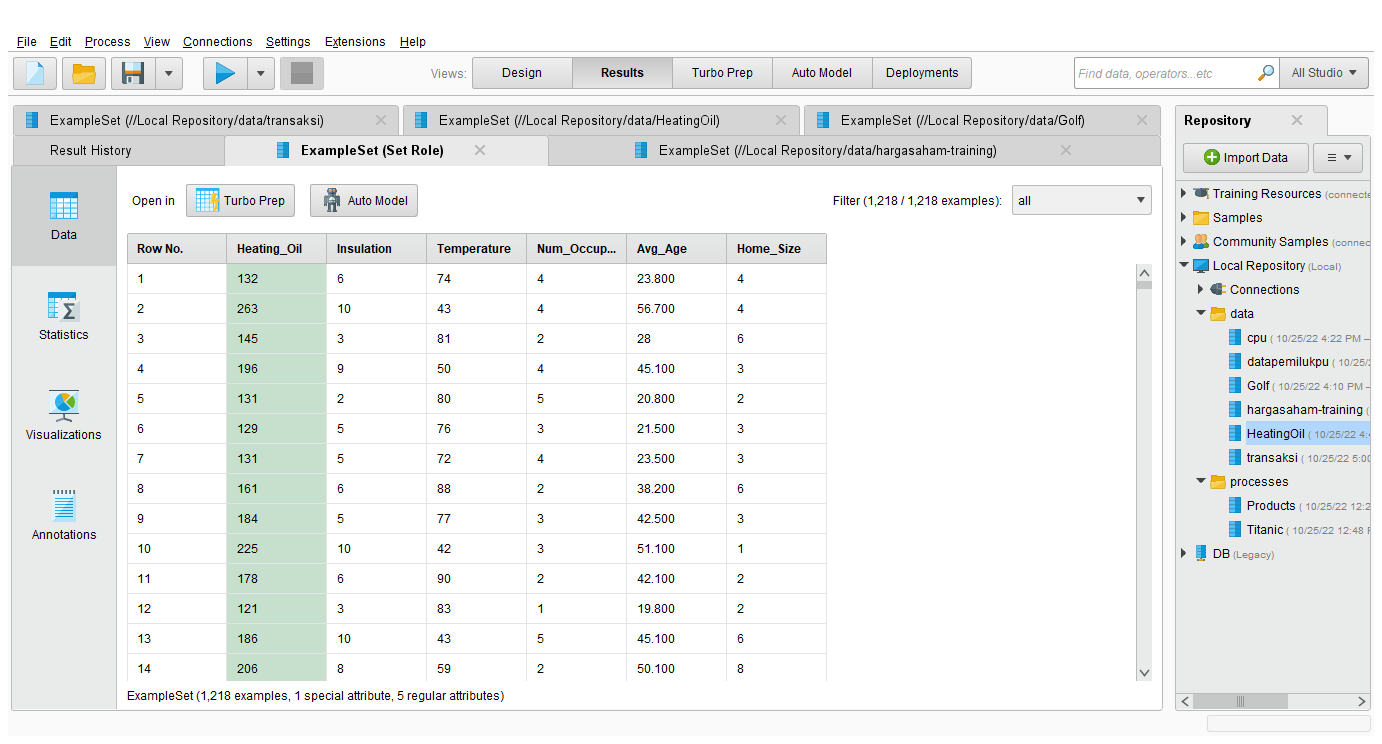 File Edit Process View Connections Settings Extensions Help
Views: Design Results Turbo Prep Auto Model Deployments Find data, operators...etc All Studio
ExampleSet (//Local Repository/data/transaksi) ExampleSet (//Local Repository/data/HeatingOil) ExampleSet (//Local Repository/data/Golf)
Result History ExampleSet (Set Role) ExampleSet (//Local Repository/data/hargasaham-training)
Data
Statistics
Visualizations
Annotations
Open in Turbo Prep Auto Model Filter (1,218 / 1,218 examples): all
Row No. Heating_Oil Insulation Temperature Num_Occup... Avg_Age Home_Size
1 132 6 74 4 23.800 4
2 263 10 43 4 56.700 4
3 145 3 81 2 28 6
4 196 9 50 4 45.100 3
5 131 2 80 5 20.800 2
6 129 5 76 3 21.500 3
7 131 5 72 4 23.500 3
8 161 6 88 2 38.200 6
9 184 5 77 3 42.500 3
10 225 10 42 3 51.100 1
11 178 6 90 2 42.100 2
12 121 3 83 1 19.800 2
13 186 10 43 5 45.100 6
14 206 8 59 2 50.100 8
ExampleSet (1,218 examples, 1 special attribute, 5 regular attributes)
Repository
Import Data
Training Resources (connecte
Samples
Community Samples (connec
Local Repository (Local)
Connections
data
cpu ( 10/25/22 4:22 PM –
datapemilukpu ( 10/25/
Golf ( 10/25/22 4:10 PM –
hargasaham-training (
HeatingOil ( 10/25/22 4:
transaksi ( 10/25/22 5:00
processes
Products ( 10/25/22 12:2
Titanic ( 10/25/22 12:48
DB (Legacy)